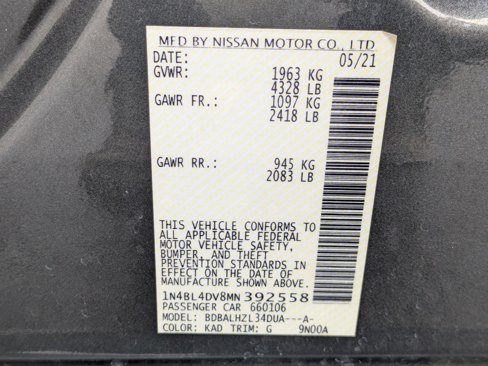 MFD BY NISSAN MOTOR CO., LTD
DATE: 05/21
GVWR: 1963 KG
4328 LB
GAWR FR.: 1097 KG
2418 LB
GAWR RR.: 945 KG
2083 LB
THIS VEHICLE CONFORMS TO
ALL APPLICABLE FEDERAL
MOTOR VEHICLE SAFETY,
BUMPER, AND THEFT
PREVENTION STANDARDS IN
EFFECT ON THE DATE OF
MANUFACTURE SHOWN ABOVE.
1N4BL4DV8MN392558
PASSENGER CAR 660106
MODEL: BDBALHZL34DUA---A-
COLOR: KAD TRIM: G 9N00A